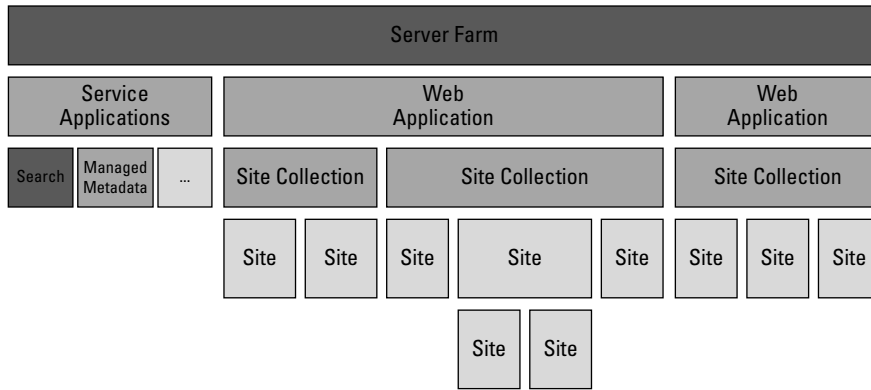 Server Farm
Service
Applications
Web
Application
Web
Application
Search
Managed
Metadata
...
Site Collection
Site Collection
Site Collection
Site
Site
Site
Site
Site
Site
Site
Site
Site
Site